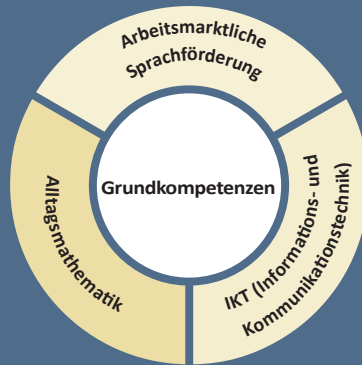 Arbeitsmarktliche
Sprachförderung
Grundkompetenzen
Alltagsmathematik
IKT (Informations- und
Kommunikationstechnik)